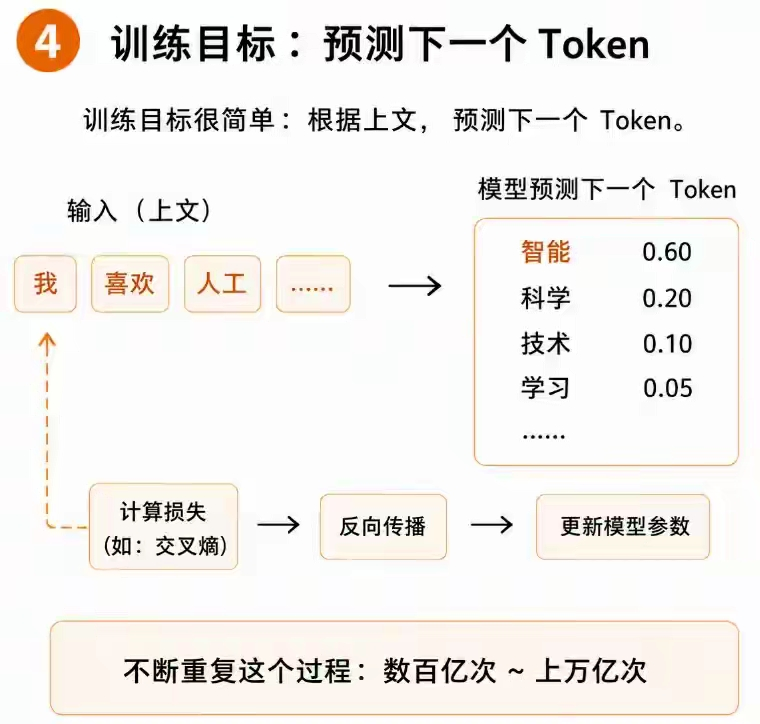 4 训练目标：预测下一个 Token
训练目标很简单：根据上文，预测下一个 Token。
输入（上文）
模型预测下一个 Token
我 喜欢 人工 ……
智能 0.60
科学 0.20
技术 0.10
学习 0.05
……
计算损失
（如：交叉熵）
反向传播
更新模型参数
不断重复这个过程：数百亿次 ~ 上万亿次